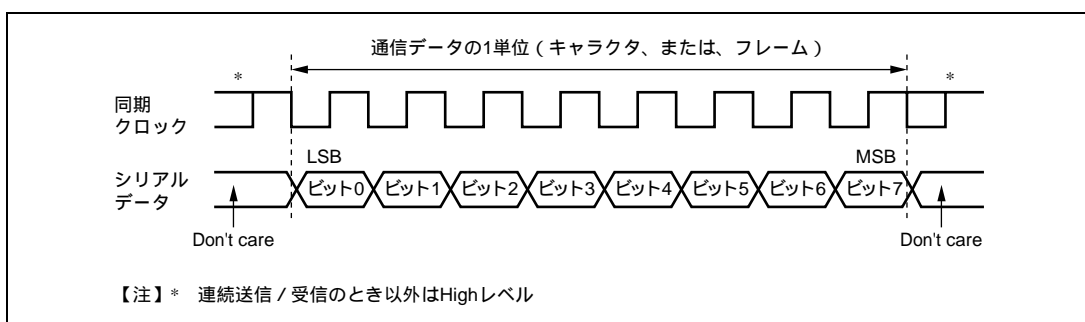 通信データの1単位（キャラクタ、または、フレーム）
* *
同期
クロック
LSB MSB
シリアル
データ
ビット0 ビット1 ビット2 ビット3 ビット4 ビット5 ビット6 ビット7
Don't care Don't care
【注】* 連続送信／受信のとき以外はHighレベル